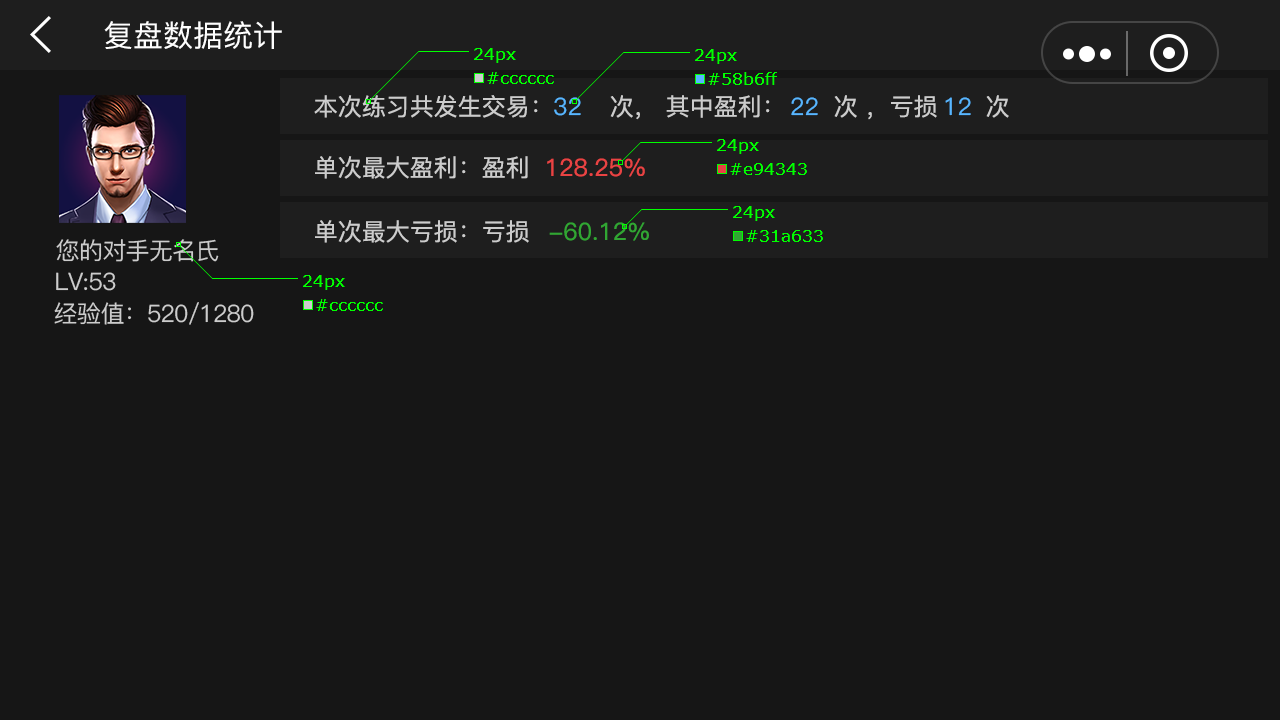 复盘数据统计
24px
#cccccc
24px
#58b6ff
本次练习共发生交易：32 次， 其中盈利：22 次 ，亏损 12 次
24px
#e94343
单次最大盈利：盈利 128.25%
24px
#31a633
单次最大亏损：亏损 -60.12%
您的对手无名氏
LV:53
经验值：520/1280
24px
#cccccc